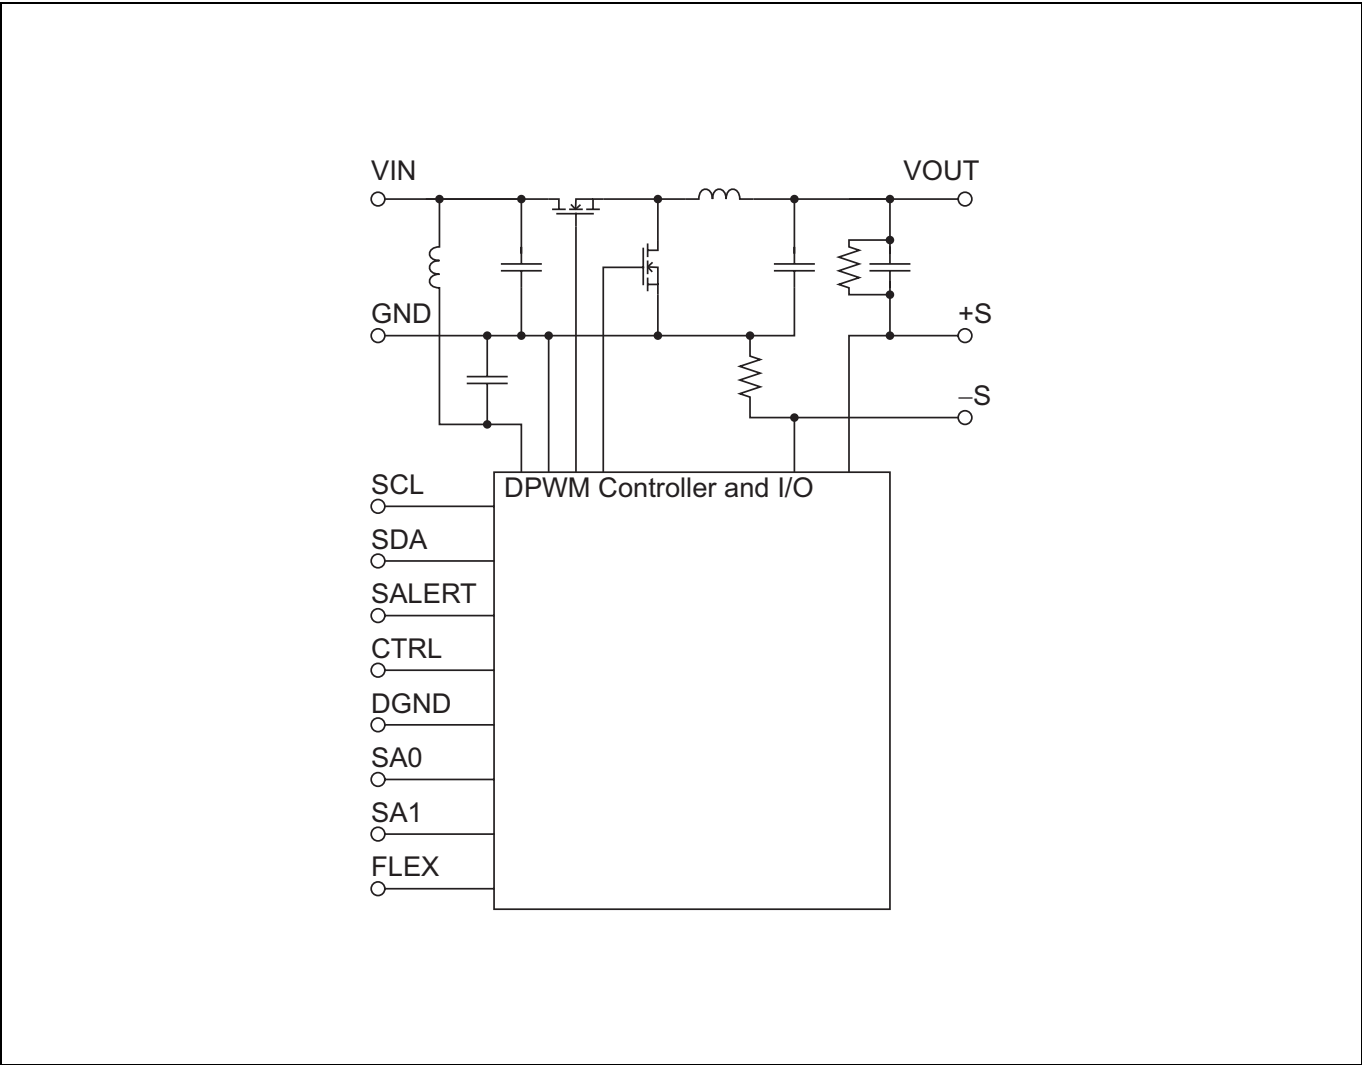 VIN
VOUT
GND
+S
–S
SCL
DPWM Controller and I/O
SDA
SALERT
CTRL
DGND
SA0
SA1
FLEX